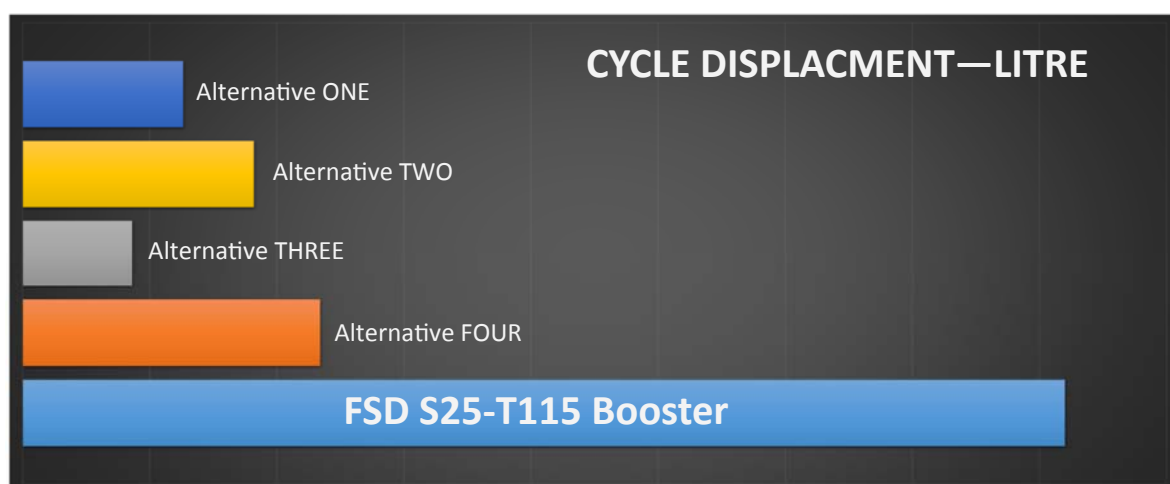 CYCLE DISPLACMENT—LITRE
Alternative ONE
Alternative TWO
Alternative THREE
Alternative FOUR
FSD S25-T115 Booster